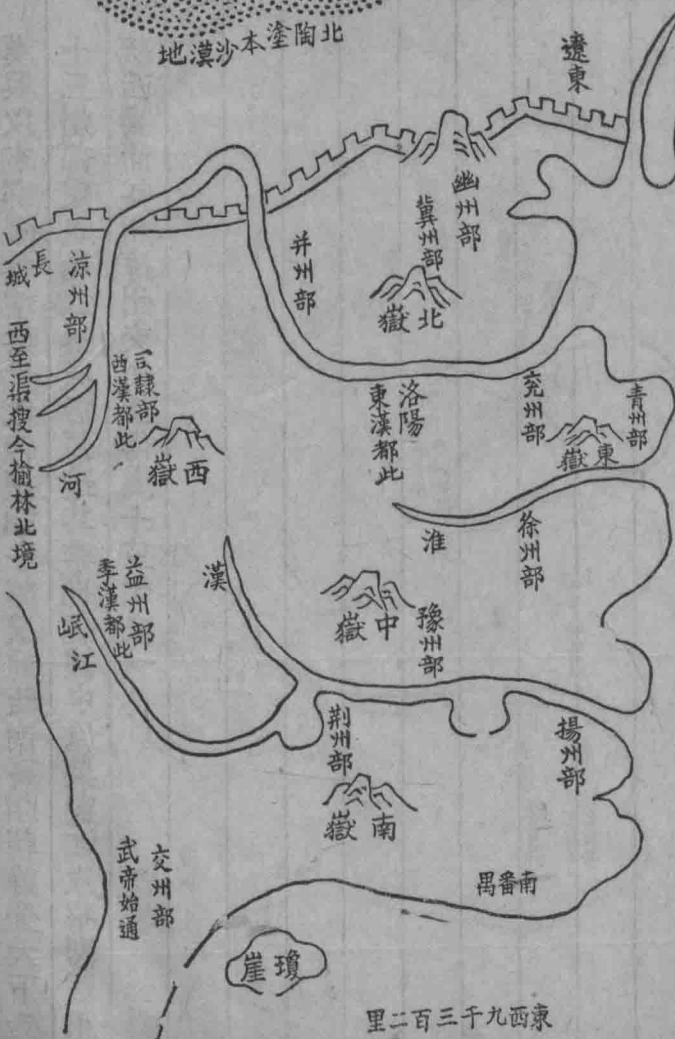 北陶塗本沙漠地
遼東
幽州部
冀州部
北嶽
并州部
長城
涼州部
西至渠搜今榆林北境
司隸部
西漢都此
西嶽
河
洛陽
東漢都此
兗州部
青州部
東嶽
淮
徐州部
漢
中嶽
豫州部
益州部
季漢都此
岷江
荆州部
南嶽
揚州部
南番禺
交州部
武帝始通
瓊崖
東西九千三百二里